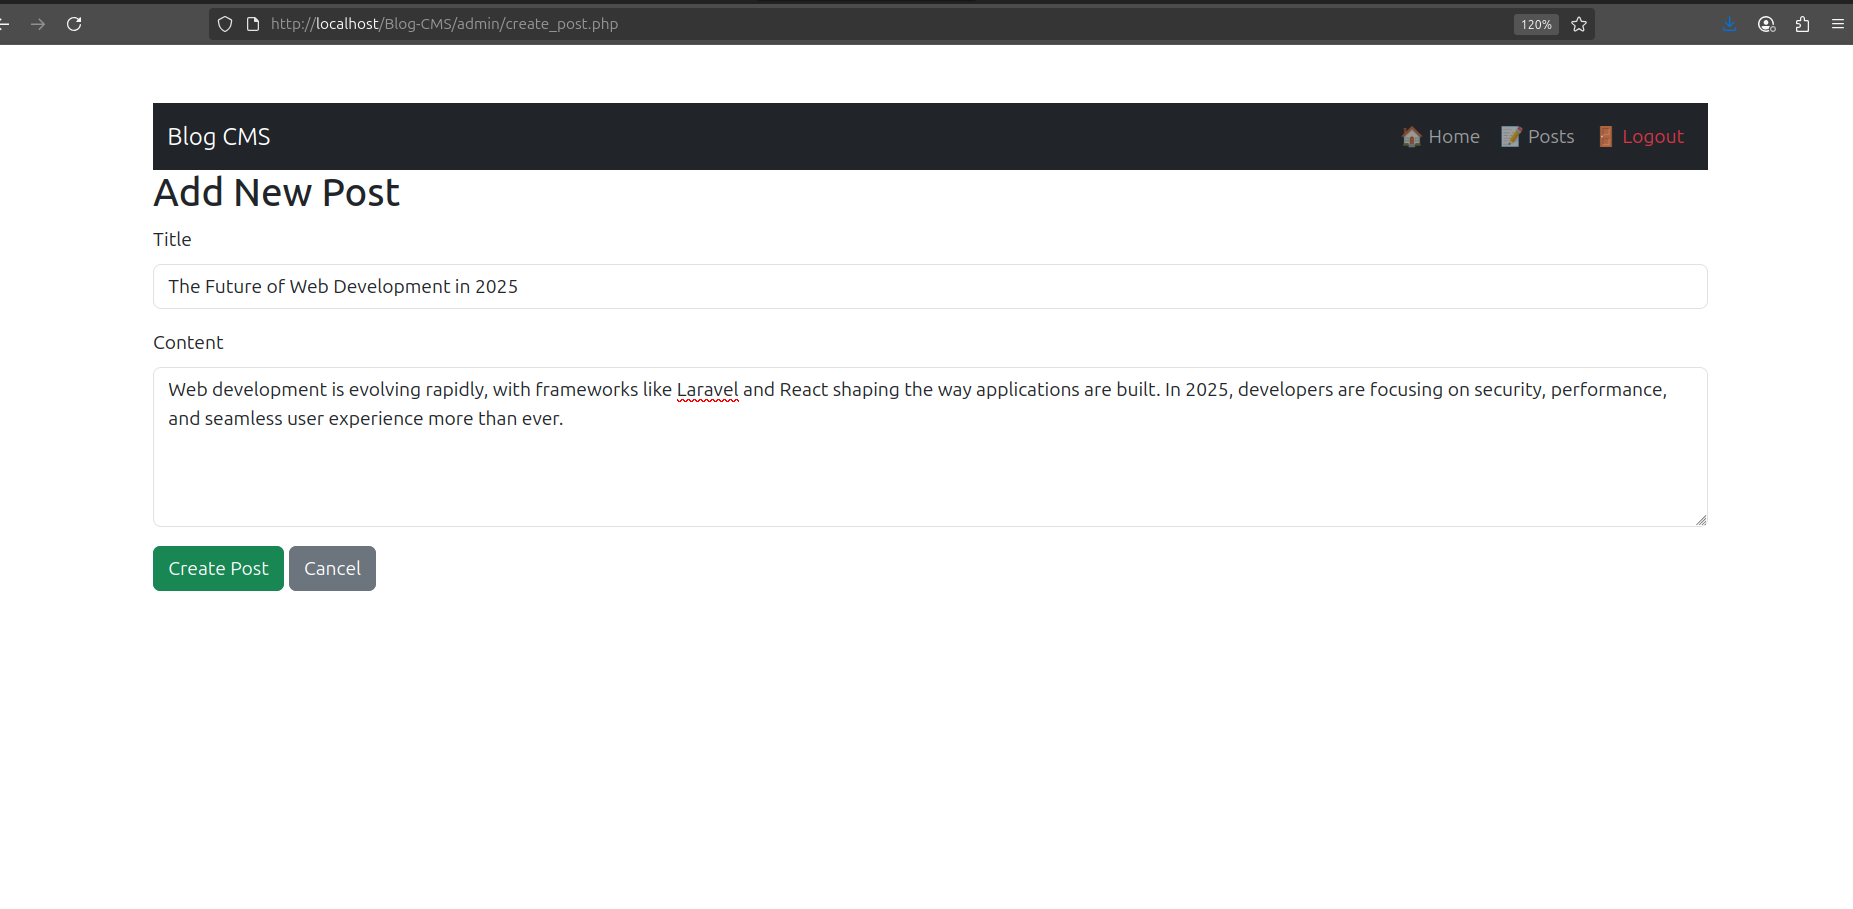 http://localhost/Blog-CMS/admin/create_post.php
120%
Blog CMS
Home
Posts
Logout
Add New Post
Title
The Future of Web Development in 2025
Content
Web development is evolving rapidly, with frameworks like Laravel and React shaping the way applications are built. In 2025, developers are focusing on security, performance,
and seamless user experience more than ever.
Create Post
Cancel